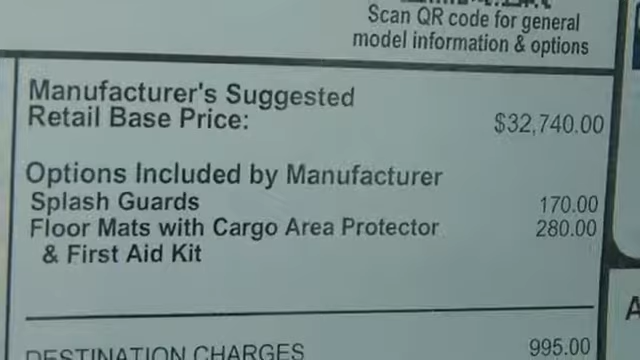 Scan QR code for general
model information & options
Manufacturer's Suggested
Retail Base Price: $32,740.00
Options Included by Manufacturer
Splash Guards 170.00
Floor Mats with Cargo Area Protector 280.00
& First Aid Kit
DESTINATION CHARGES 995.00